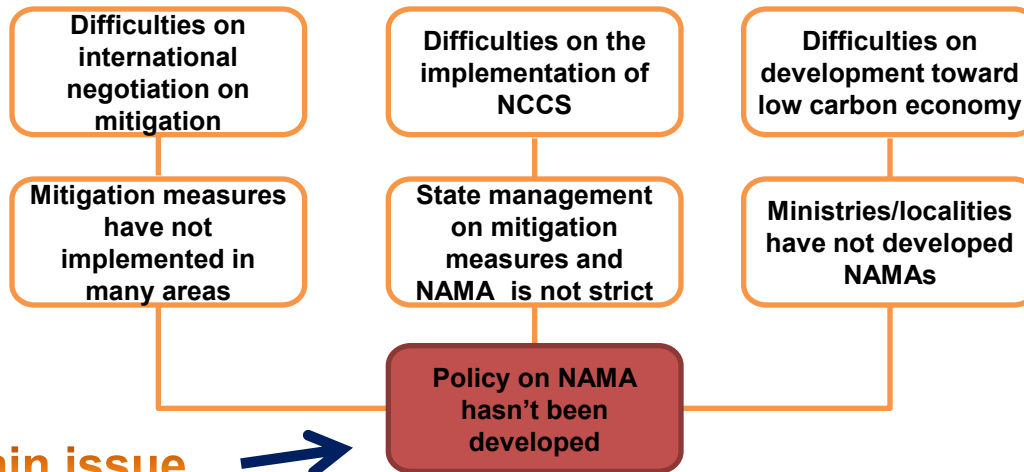 Difficulties on
international
negotiation on
mitigation
Difficulties on the
implementation of
NCCS
Difficulties on
development toward
low carbon economy
Mitigation measures
have not
implemented in
many areas
State management
on mitigation
measures and
NAMA is not strict
Ministries/localities
have not developed
NAMAs
Policy on NAMA
hasn't been
developed
issue